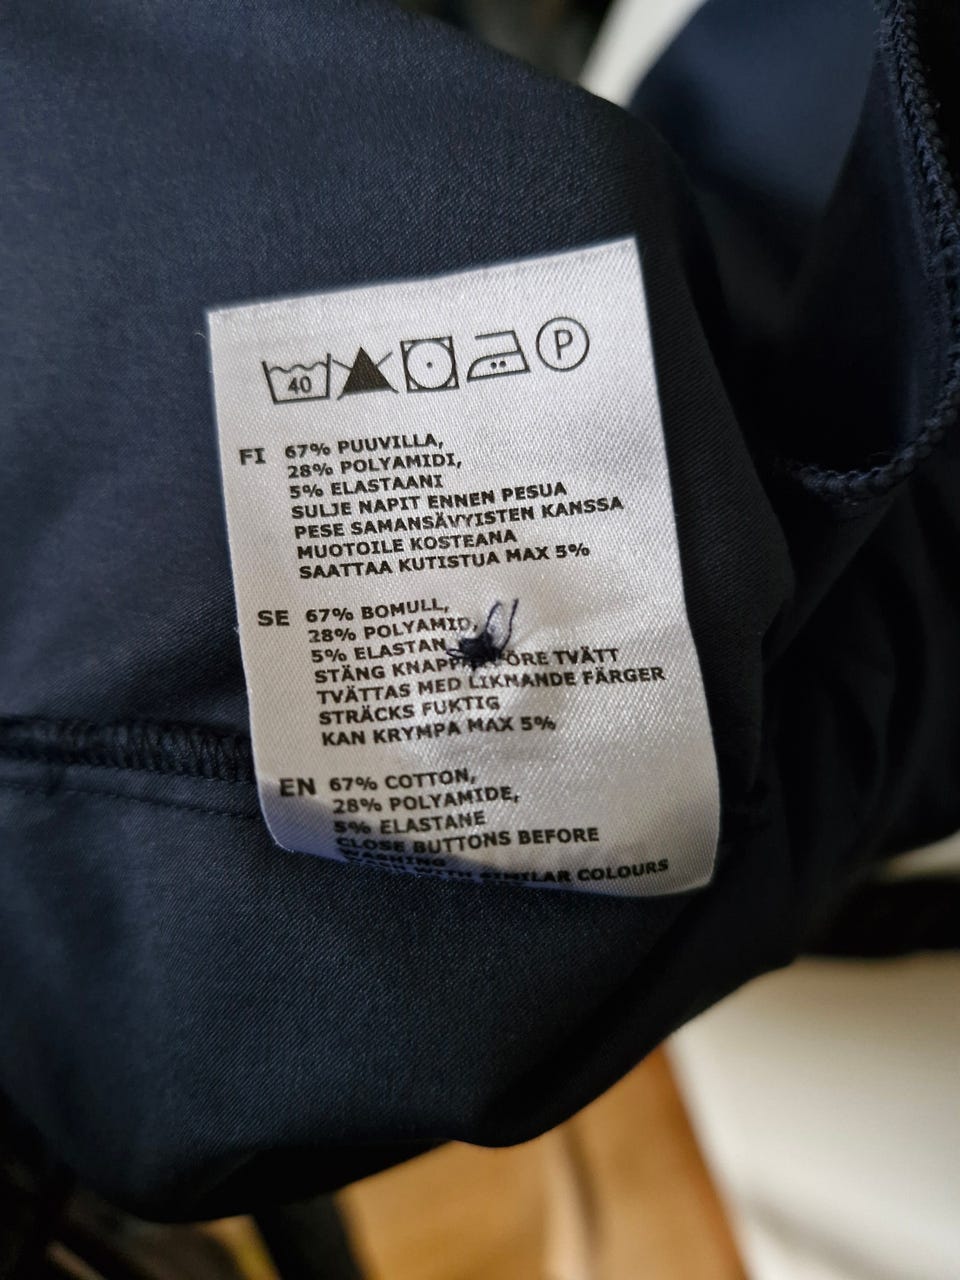 40 P
FI 67% PUUVILLA,
28% POLYAMIDI,
5% ELASTAANI
SULJE NAPIT ENNEN PESUA
PESE SAMANSÄVYISTEN KANSSA
MUOTOILE KOSTEANA
SAATTAA KUTISTUA MAX 5%
SE 67% BOMULL,
28% POLYAMID,
5% ELASTAN
STÄNG TVÄTT
TVÄTTAS MED LIKNANDE FÄRGER
STRÄCKS FUKTIG
KAN KRYMPA MAX 5%
EN 67% COTTON,
28% POLYAMIDE,
5% ELASTANE
CLOSE BUTTONS BEFORE
WASHING
WITH SIMILAR COLOURS